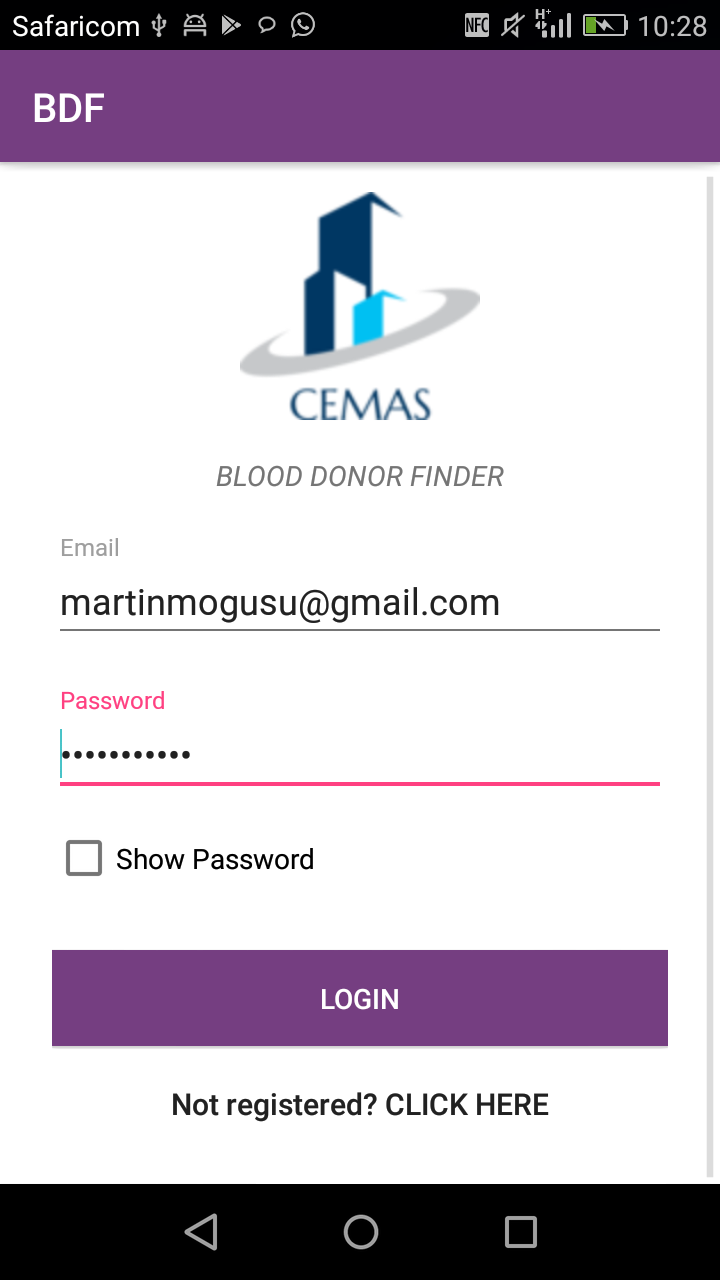 Safaricom NFC H+ 10:28
BDF
CEMAS
BLOOD DONOR FINDER
Email
martinmogusu@gmail.com
Password
•••••••••••
Show Password
LOGIN
Not registered? CLICK HERE